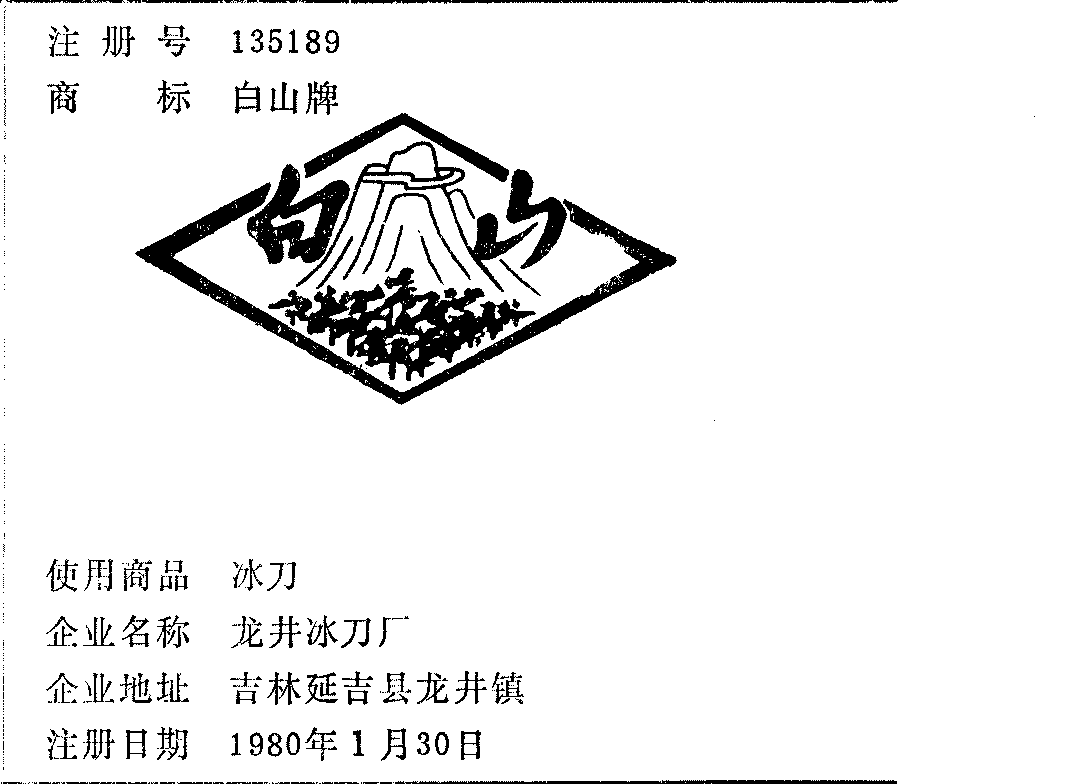 注册号 135189
商标 白山牌
白山
使用商品 冰刀
企业名称 龙井冰刀厂
企业地址 吉林延吉县龙井镇
注册日期 1980年1月30日